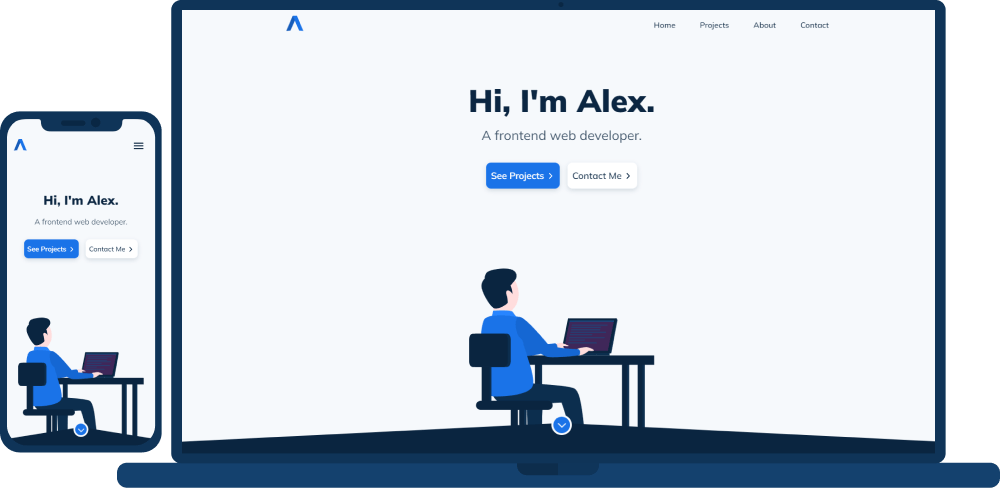 Home Projects About Contact
Hi, I'm Alex.
A frontend web developer.
See Projects Contact Me
Hi, I'm Alex.
A frontend web developer.
See Projects Contact Me